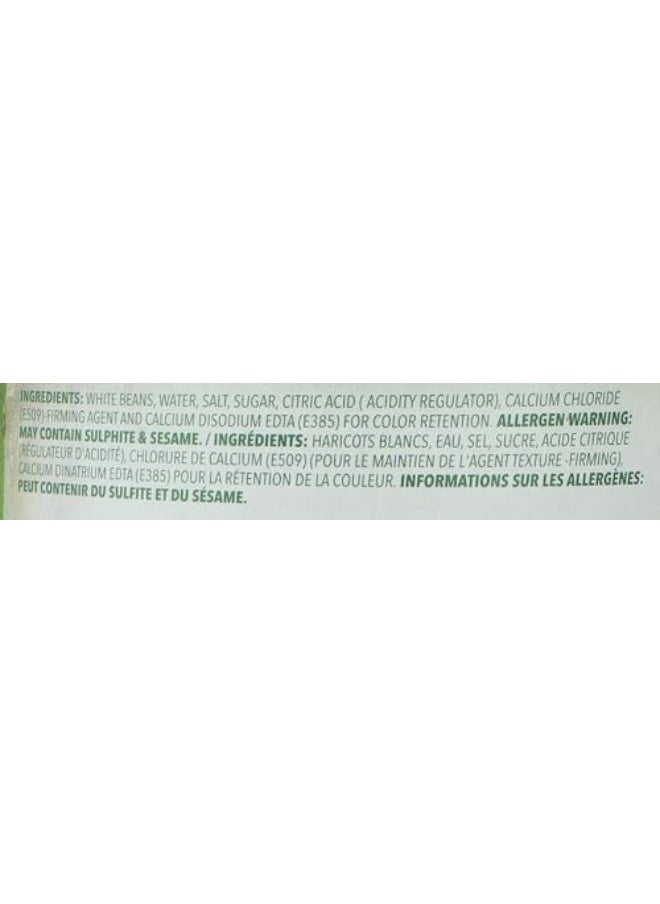 INGREDIENTS: WHITE BEANS, WATER, SALT, SUGAR, CITRIC ACID ( ACIDITY REGULATOR), CALCIUM CHLORIDE
(E509)-FIRMING AGENT AND CALCIUM DISODIUM EDTA (E385) FOR COLOR RETENTION. ALLERGEN WARNING:
MAY CONTAIN SULPHITE & SESAME. / INGRÉDIENTS: HARICOTS BLANCS, EAU, SEL, SUCRE, ACIDE CITRIQUE
(RÉGULATEUR D'ACIDITÉ), CHLORURE DE CALCIUM (E509) (POUR LE MAINTIEN DE L'AGENT TEXTURE -FIRMING),
CALCIUM DINATRIUM EDTA (E385) POUR LA RÉTENTION DE LA COULEUR. INFORMATIONS SUR LES ALLERGÈNES:
PEUT CONTENIR DU SULFITE ET DU SÉSAME.